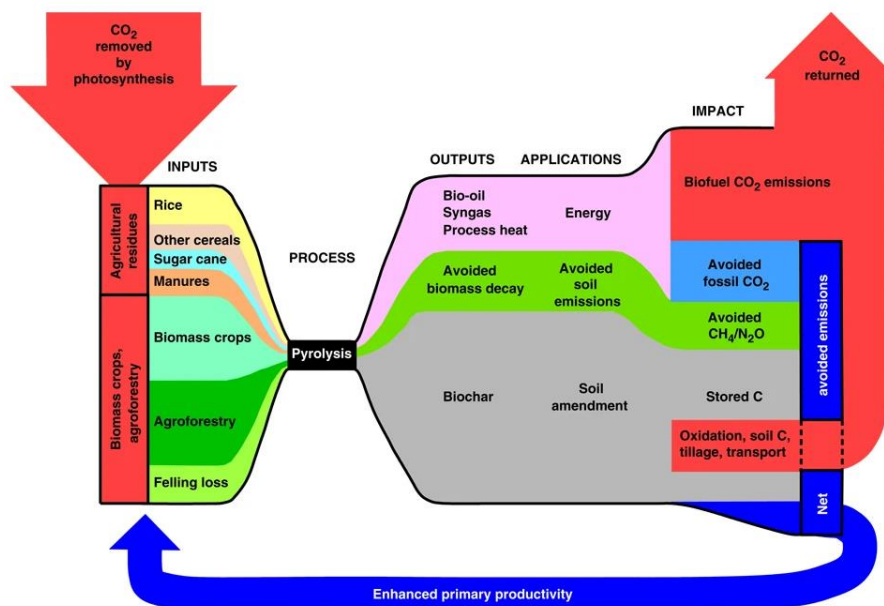 CO2
removed
by
photosynthesis
CO2
returned
INPUTS
PROCESS
OUTPUTS
APPLICATIONS
IMPACT
Agricultural
residues
Rice
Other cereals
Sugar cane
Manures
Biomass crops,
agroforestry
Biomass crops
Agroforestry
Felling loss
Pyrolysis
Bio-oil
Syngas
Process heat
Energy
Avoided
biomass decay
Avoided
soil
emissions
Biochar
Soil
amendment
Biofuel CO2 emissions
Avoided
fossil CO2
Avoided
CH4/N2O
Stored C
Oxidation, soil C,
tillage, transport
avoided emissions
Net
Enhanced primary productivity